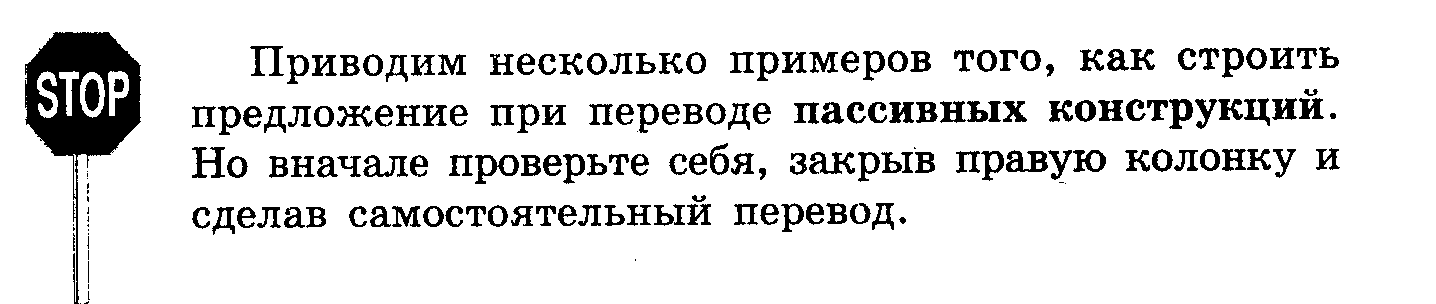 STOP
Приводим несколько примеров того, как строить
предложение при переводе пассивных конструкций.
Но вначале проверьте себя, закрыв правую колонку и
сделав самостоятельный перевод.